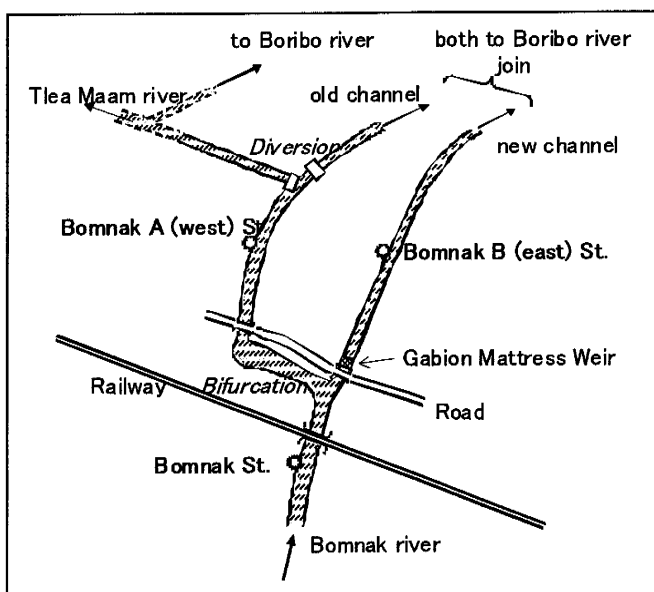 to Boribo river
both to Boribo river
join
Tlea Maam river
old channel
Diversion
new channel
Bomnak A (west) St.
Bomnak B (east) St.
Gabion Mattress Weir
Railway
Bifurcation
Road
Bomnak St.
Bomnak river